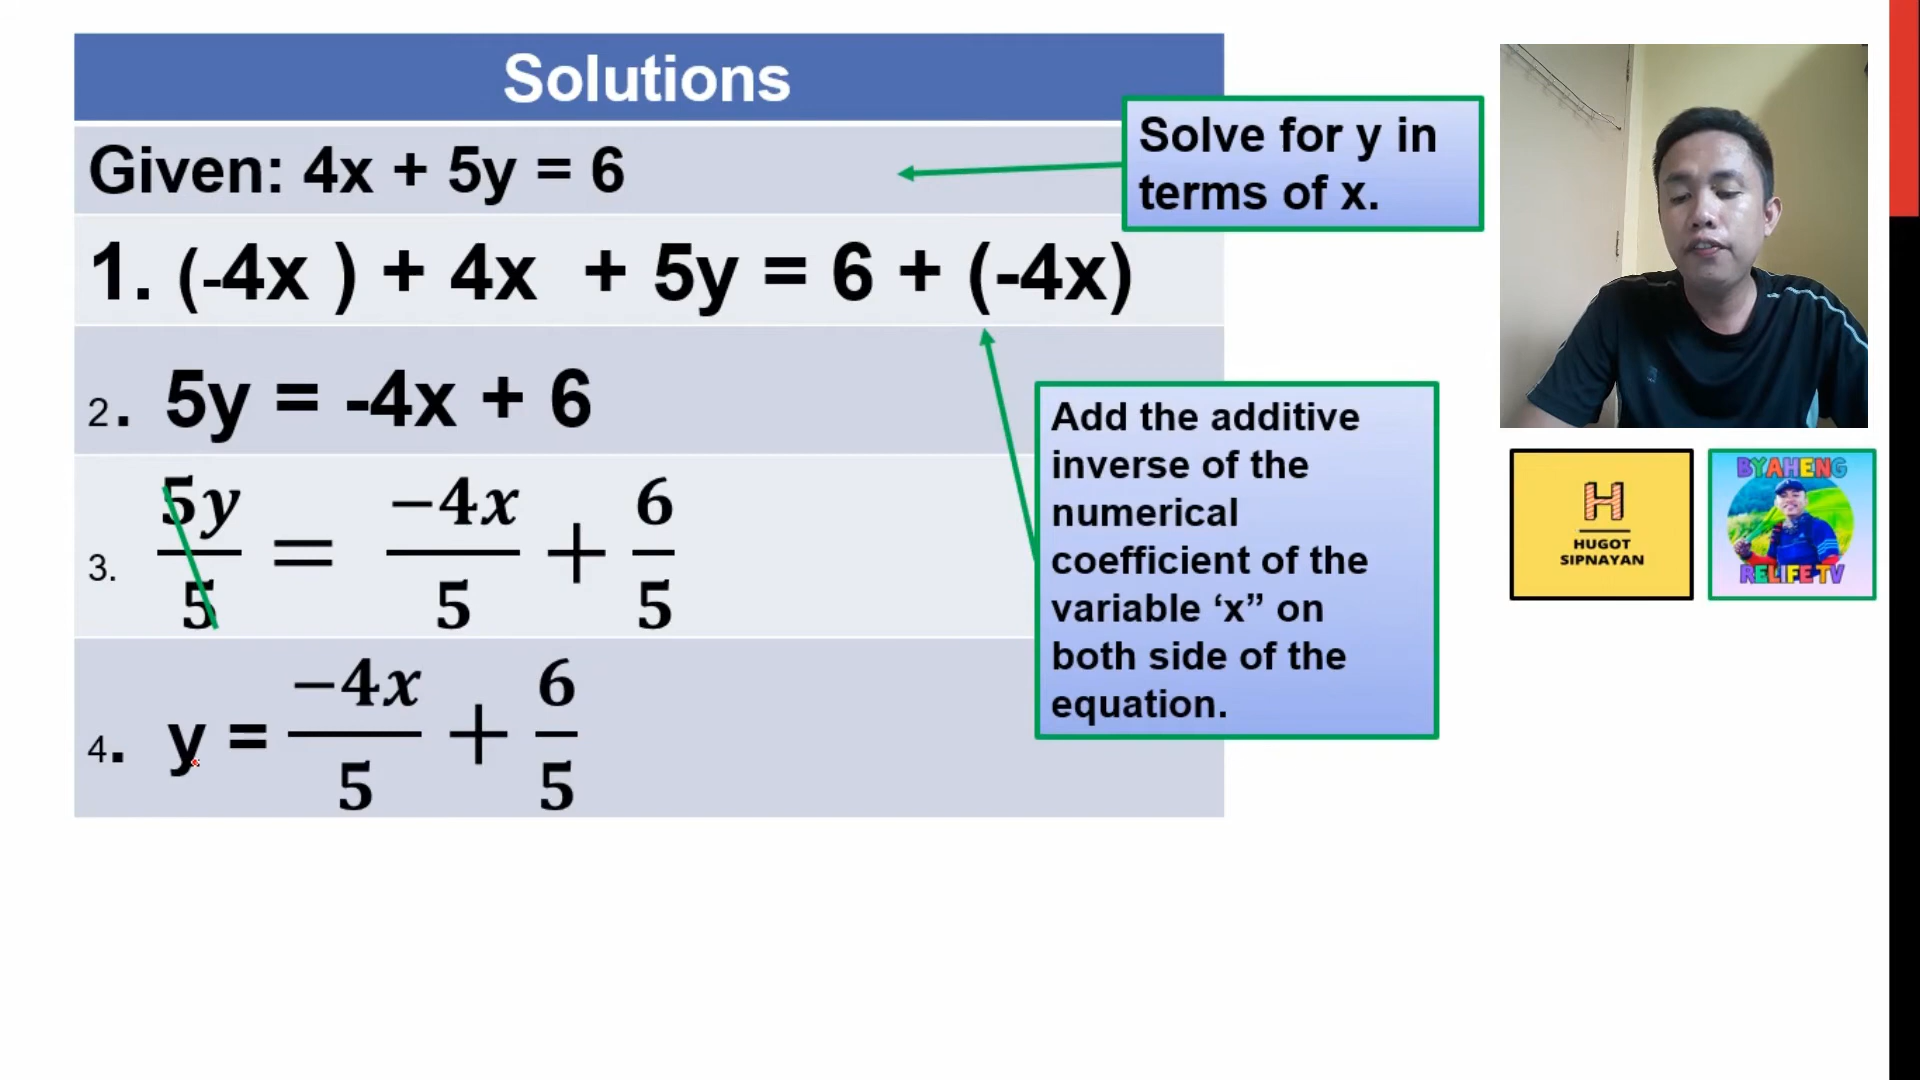 Solutions
Given: 4x + 5y = 6
Solve for y in
terms of x.
1. (-4x ) + 4x + 5y = 6 + (-4x)
2. 5y = -4x + 6
3. 5y/5 = −4x/5 + 6/5
4. y = −4x/5 + 6/5
Add the additive
inverse of the
numerical
coefficient of the
variable ‘x” on
both side of the
equation.
H
HUGOT
SIPNAYAN
BYAHENG
RELIFE TV